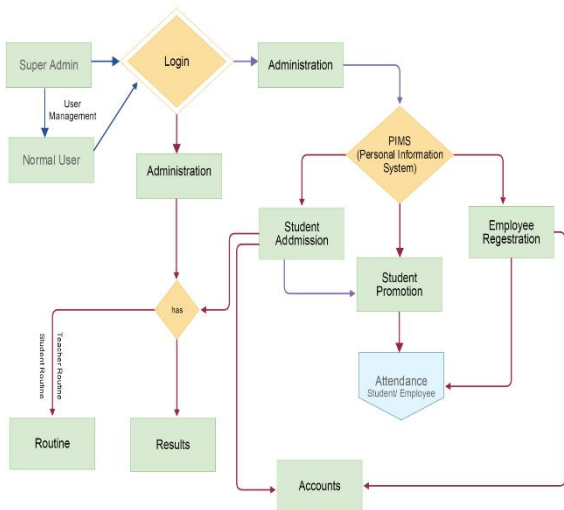 Super Admin
Login
Administration
User
Management
Normal User
Administration
PIMS
(Personal Information
System)
Student
Addmission
Employee
Regestration
Student
Promotion
has
Teacher Routine
Student Routine
Attendance
Student/ Employee
Routine
Results
Accounts